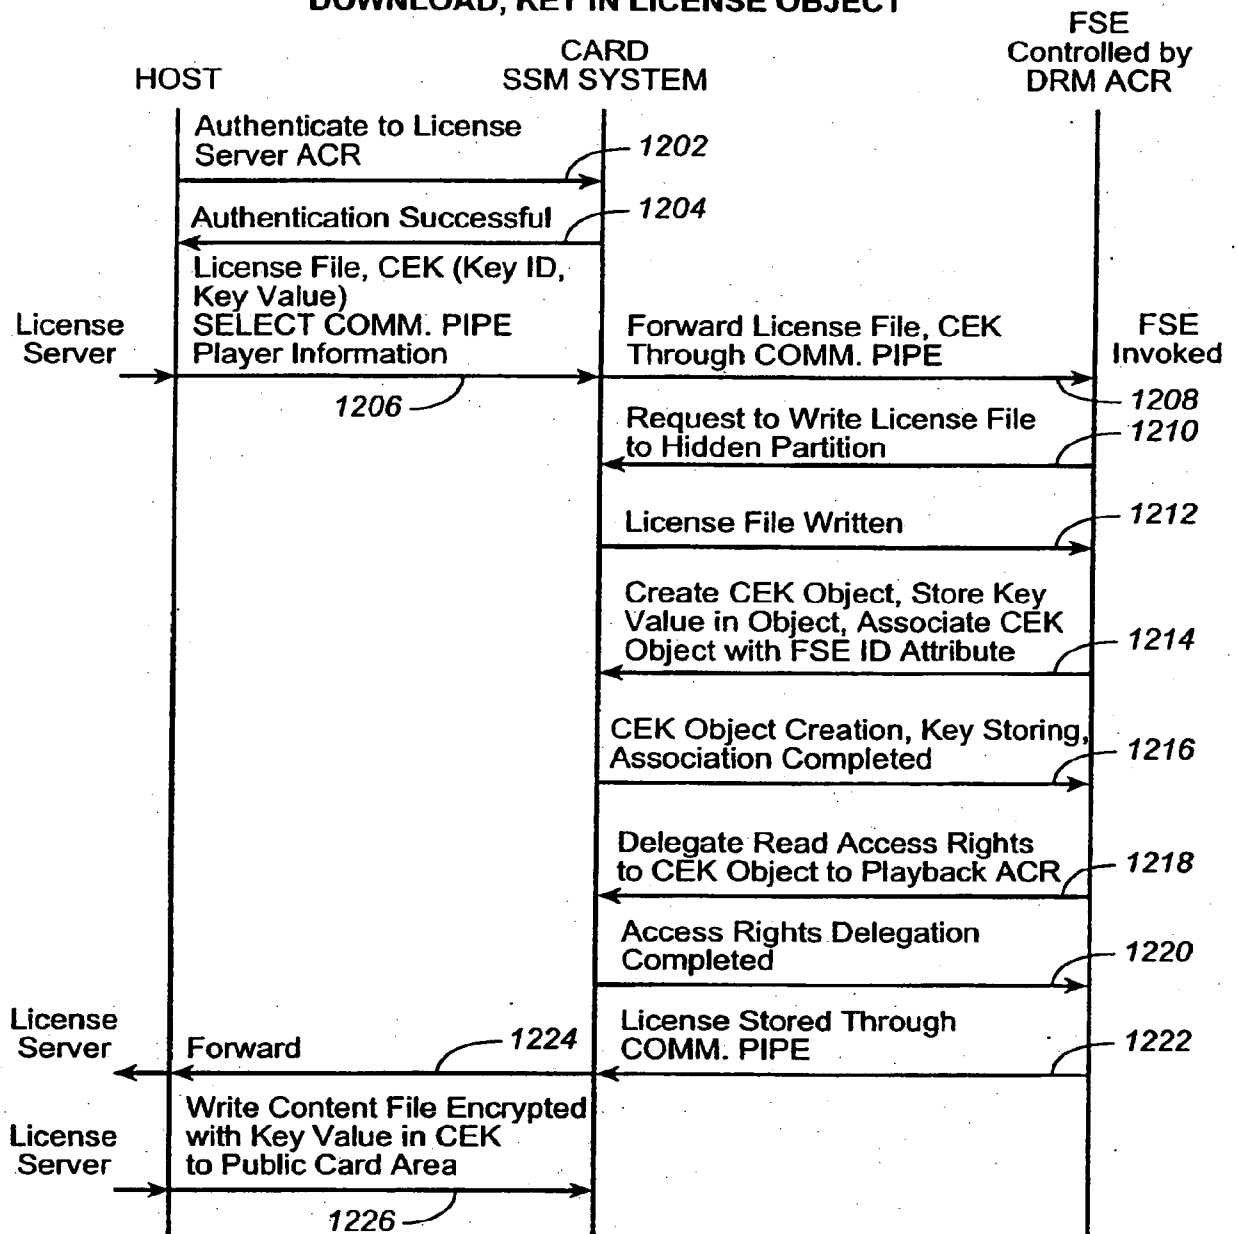 DOWNLOAD, KEY IN LICENSE OBJECT
HOST
CARD
SSM SYSTEM
FSE
Controlled by
DRM ACR
Authenticate to License
Server ACR
1202
Authentication Successful
1204
License File, CEK (Key ID,
Key Value)
SELECT COMM. PIPE
Player Information
License
Server
1206
Forward License File, CEK
Through COMM. PIPE
FSE
Invoked
1208
Request to Write License File
to Hidden Partition
1210
License File Written
1212
Create CEK Object, Store Key
Value in Object, Associate CEK
Object with FSE ID Attribute
1214
CEK Object Creation, Key Storing,
Association Completed
1216
Delegate Read Access Rights
to CEK Object to Playback ACR
1218
Access Rights Delegation
Completed
1220
License Stored Through
COMM. PIPE
1222
License
Server
Forward
1224
Write Content File Encrypted
with Key Value in CEK
to Public Card Area
License
Server
1226